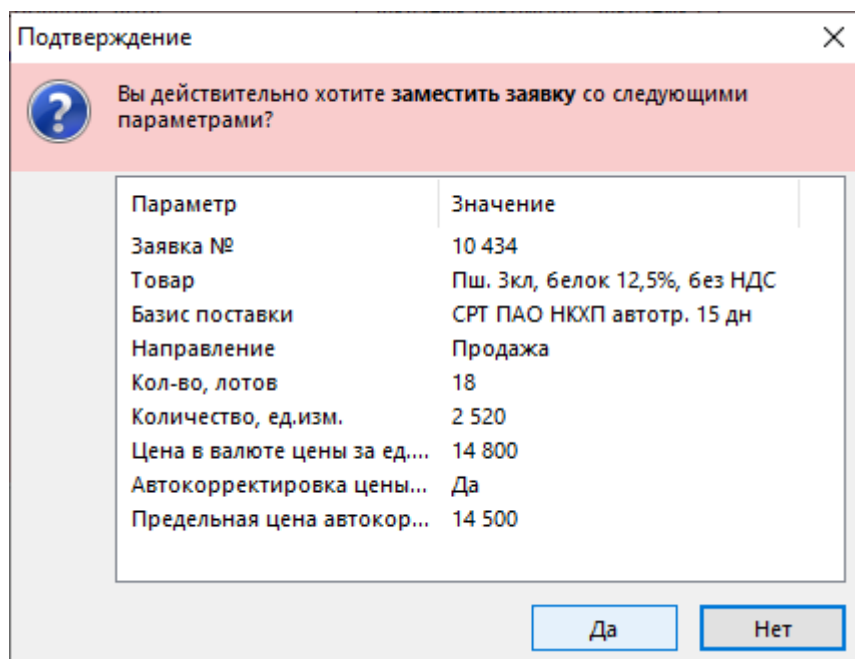 Подтверждение
Вы действительно хотите заместить заявку со следующими
параметрами?
Параметр Значение
Заявка № 10 434
Товар Пш. 3кл, белок 12,5%, без НДС
Базис поставки СРТ ПАО НКХП автотр. 15 дн
Направление Продажа
Кол-во, лотов 18
Количество, ед.изм. 2 520
Цена в валюте цены за ед.... 14 800
Автокорректировка цены... Да
Предельная цена автокор... 14 500
Да Нет